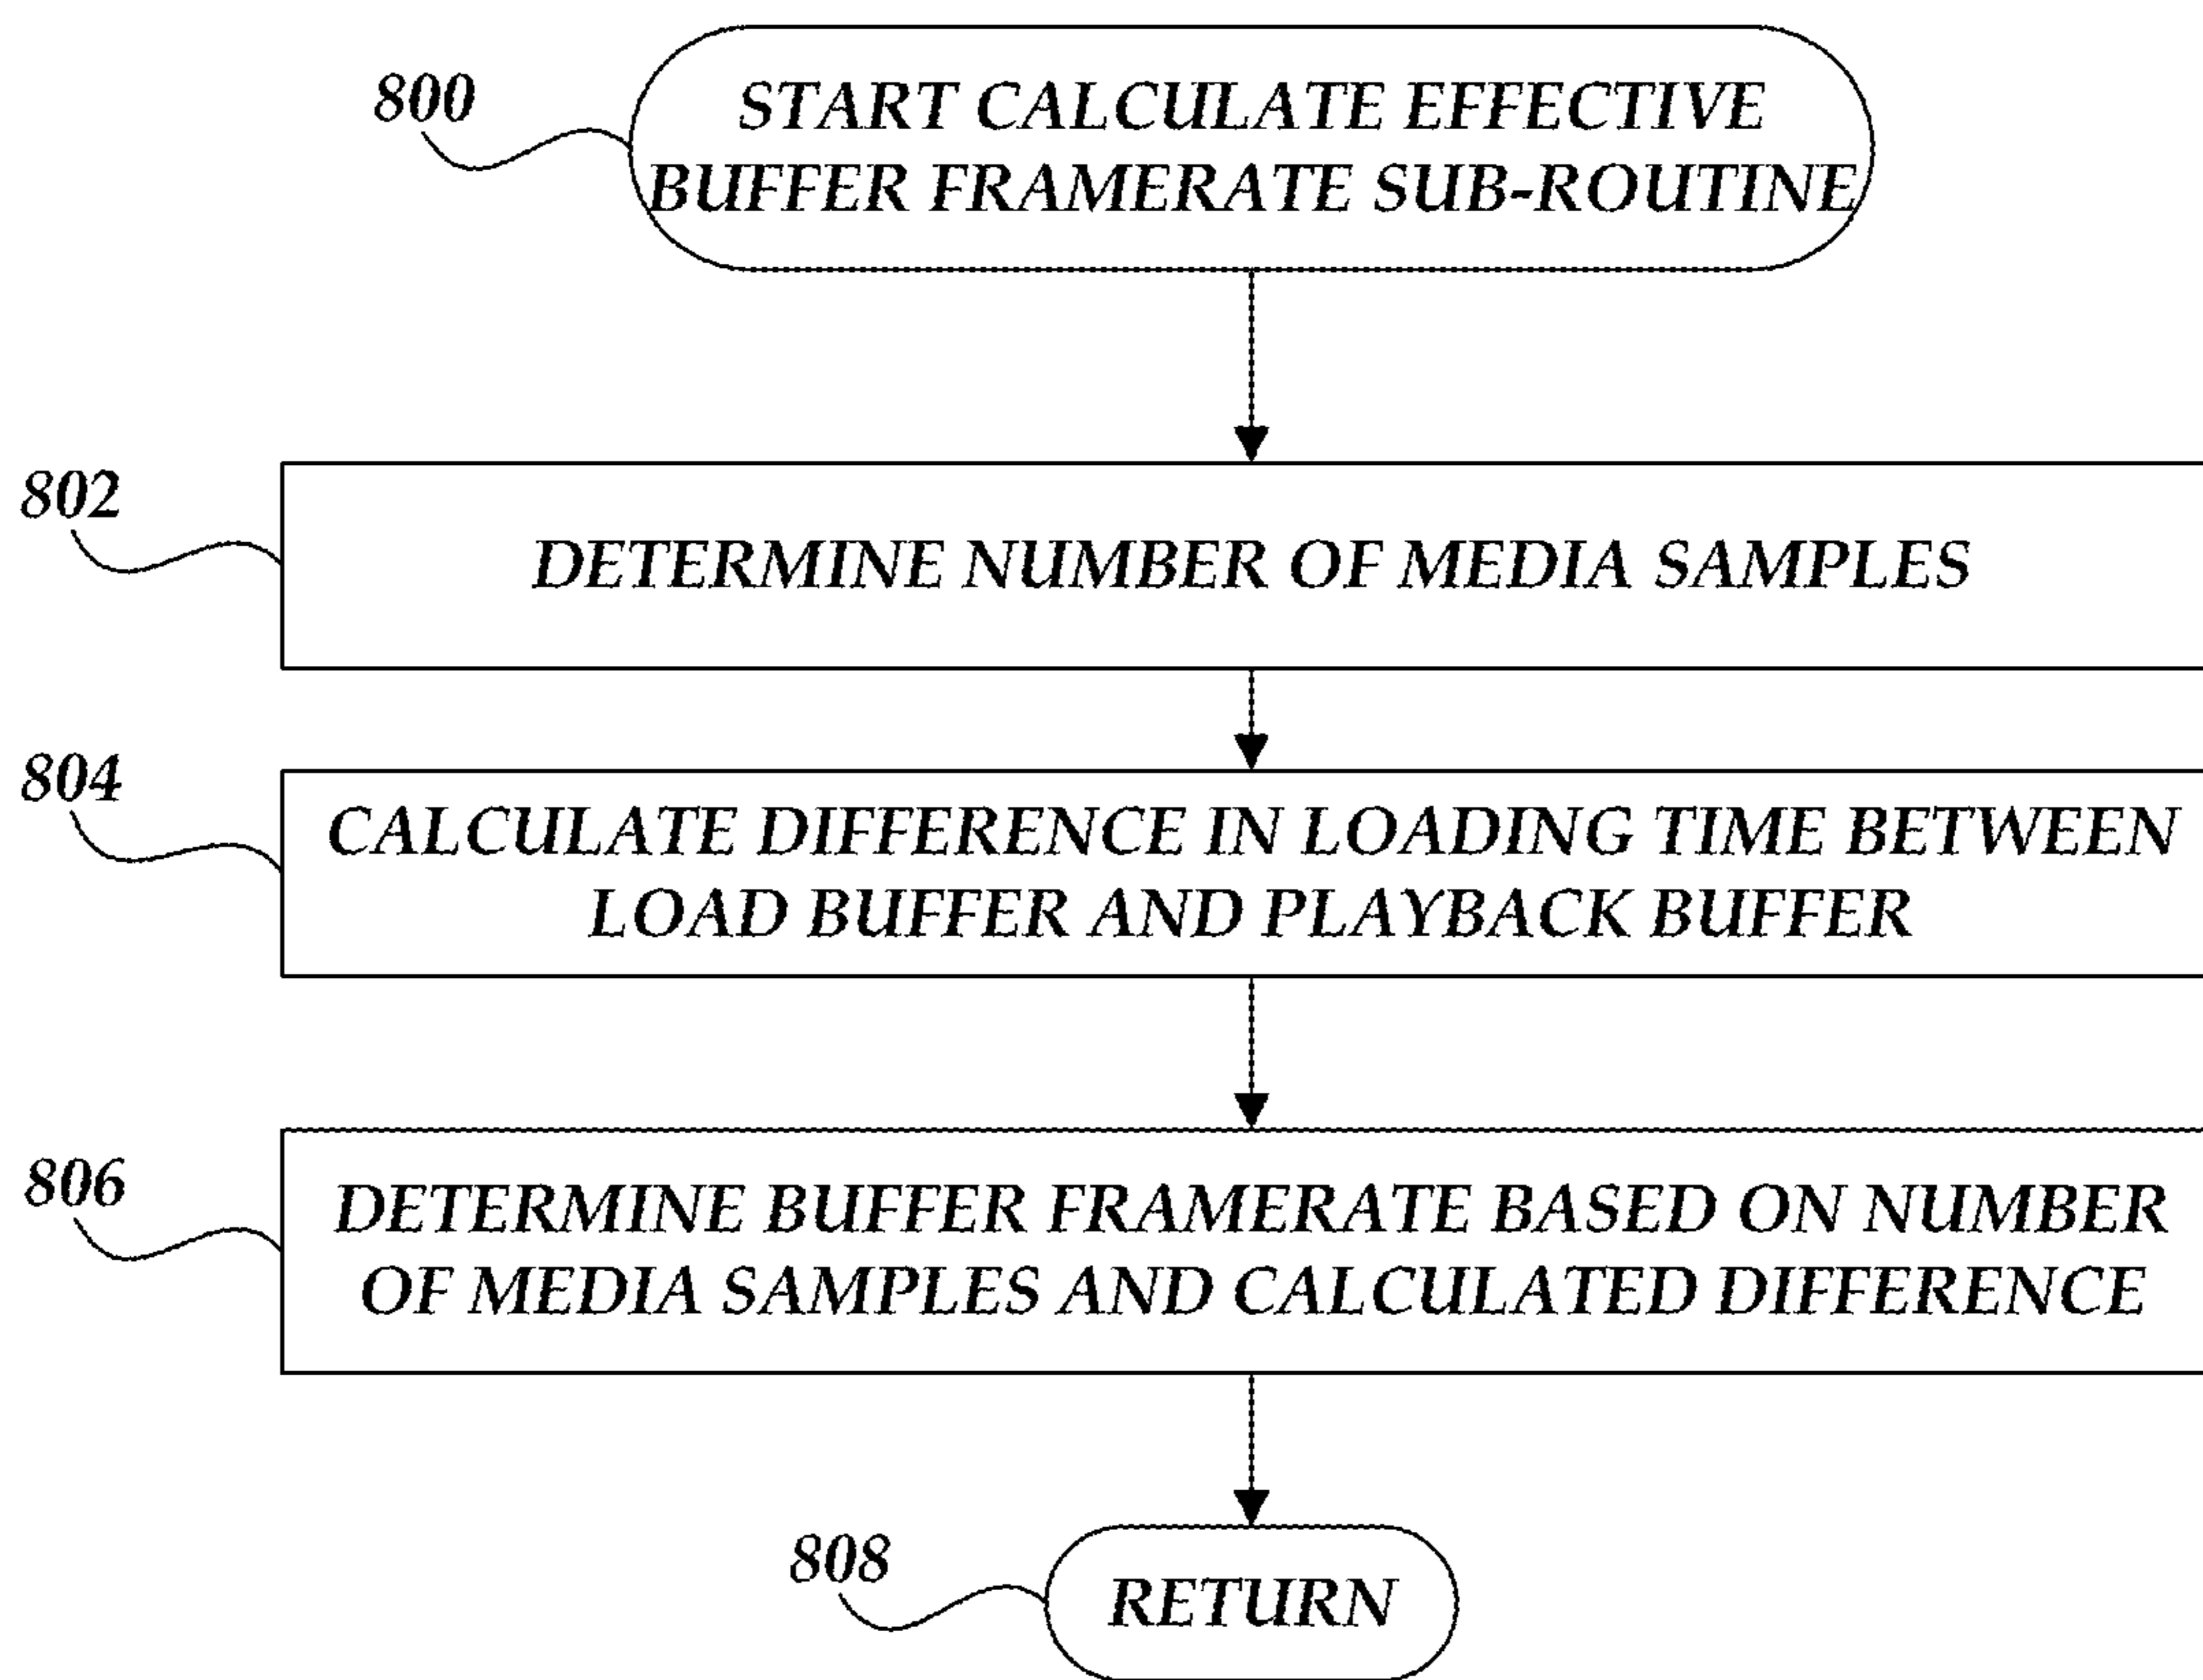 800
START CALCULATE EFFECTIVE
BUFFER FRAMERATE SUB-ROUTINE
802
DETERMINE NUMBER OF MEDIA SAMPLES
804
CALCULATE DIFFERENCE IN LOADING TIME BETWEEN
LOAD BUFFER AND PLAYBACK BUFFER
806
DETERMINE BUFFER FRAMERATE BASED ON NUMBER
OF MEDIA SAMPLES AND CALCULATED DIFFERENCE
808
RETURN